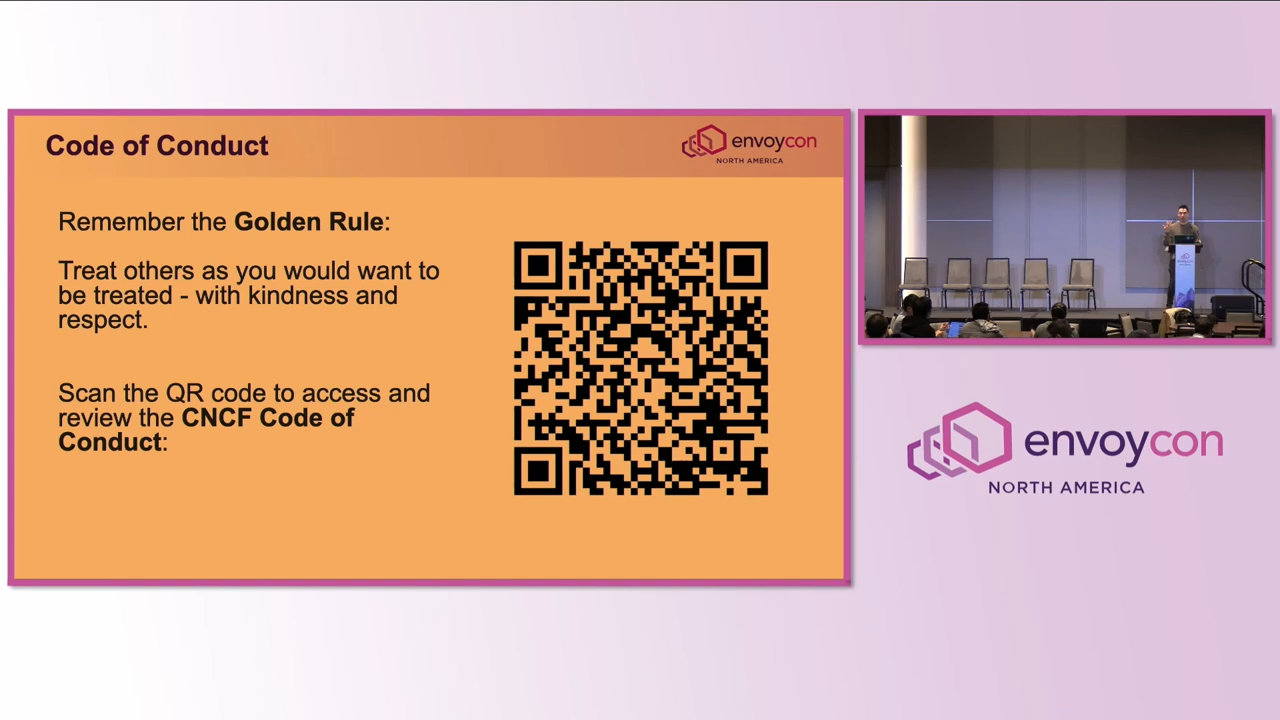 Code of Conduct
envoycon
NORTH AMERICA
Remember the Golden Rule:
Treat others as you would want to
be treated - with kindness and
respect.
Scan the QR code to access and
review the CNCF Code of
Conduct:
envoycon
NORTH AMERICA